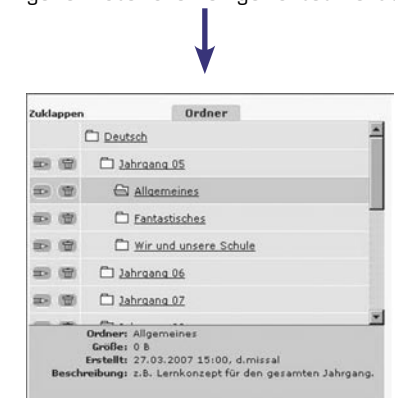 Zuklappen Ordner
Deutsch
Jahrgang 05
Allgemeines
Fantastisches
Wir und unsere Schule
Jahrgang 06
Jahrgang 07
Ordner: Allgemeines
Größe: 0 B
Erstellt: 27.03.2007 15:00, d.missal
Beschreibung: z.B. Lernkonzept für den gesamten Jahrgang.